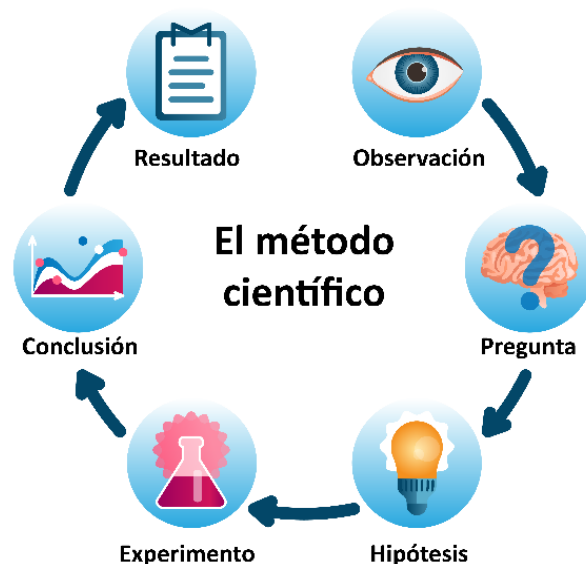 Resultado
Observación
El método
científico
Conclusión
Pregunta
Experimento
Hipótesis